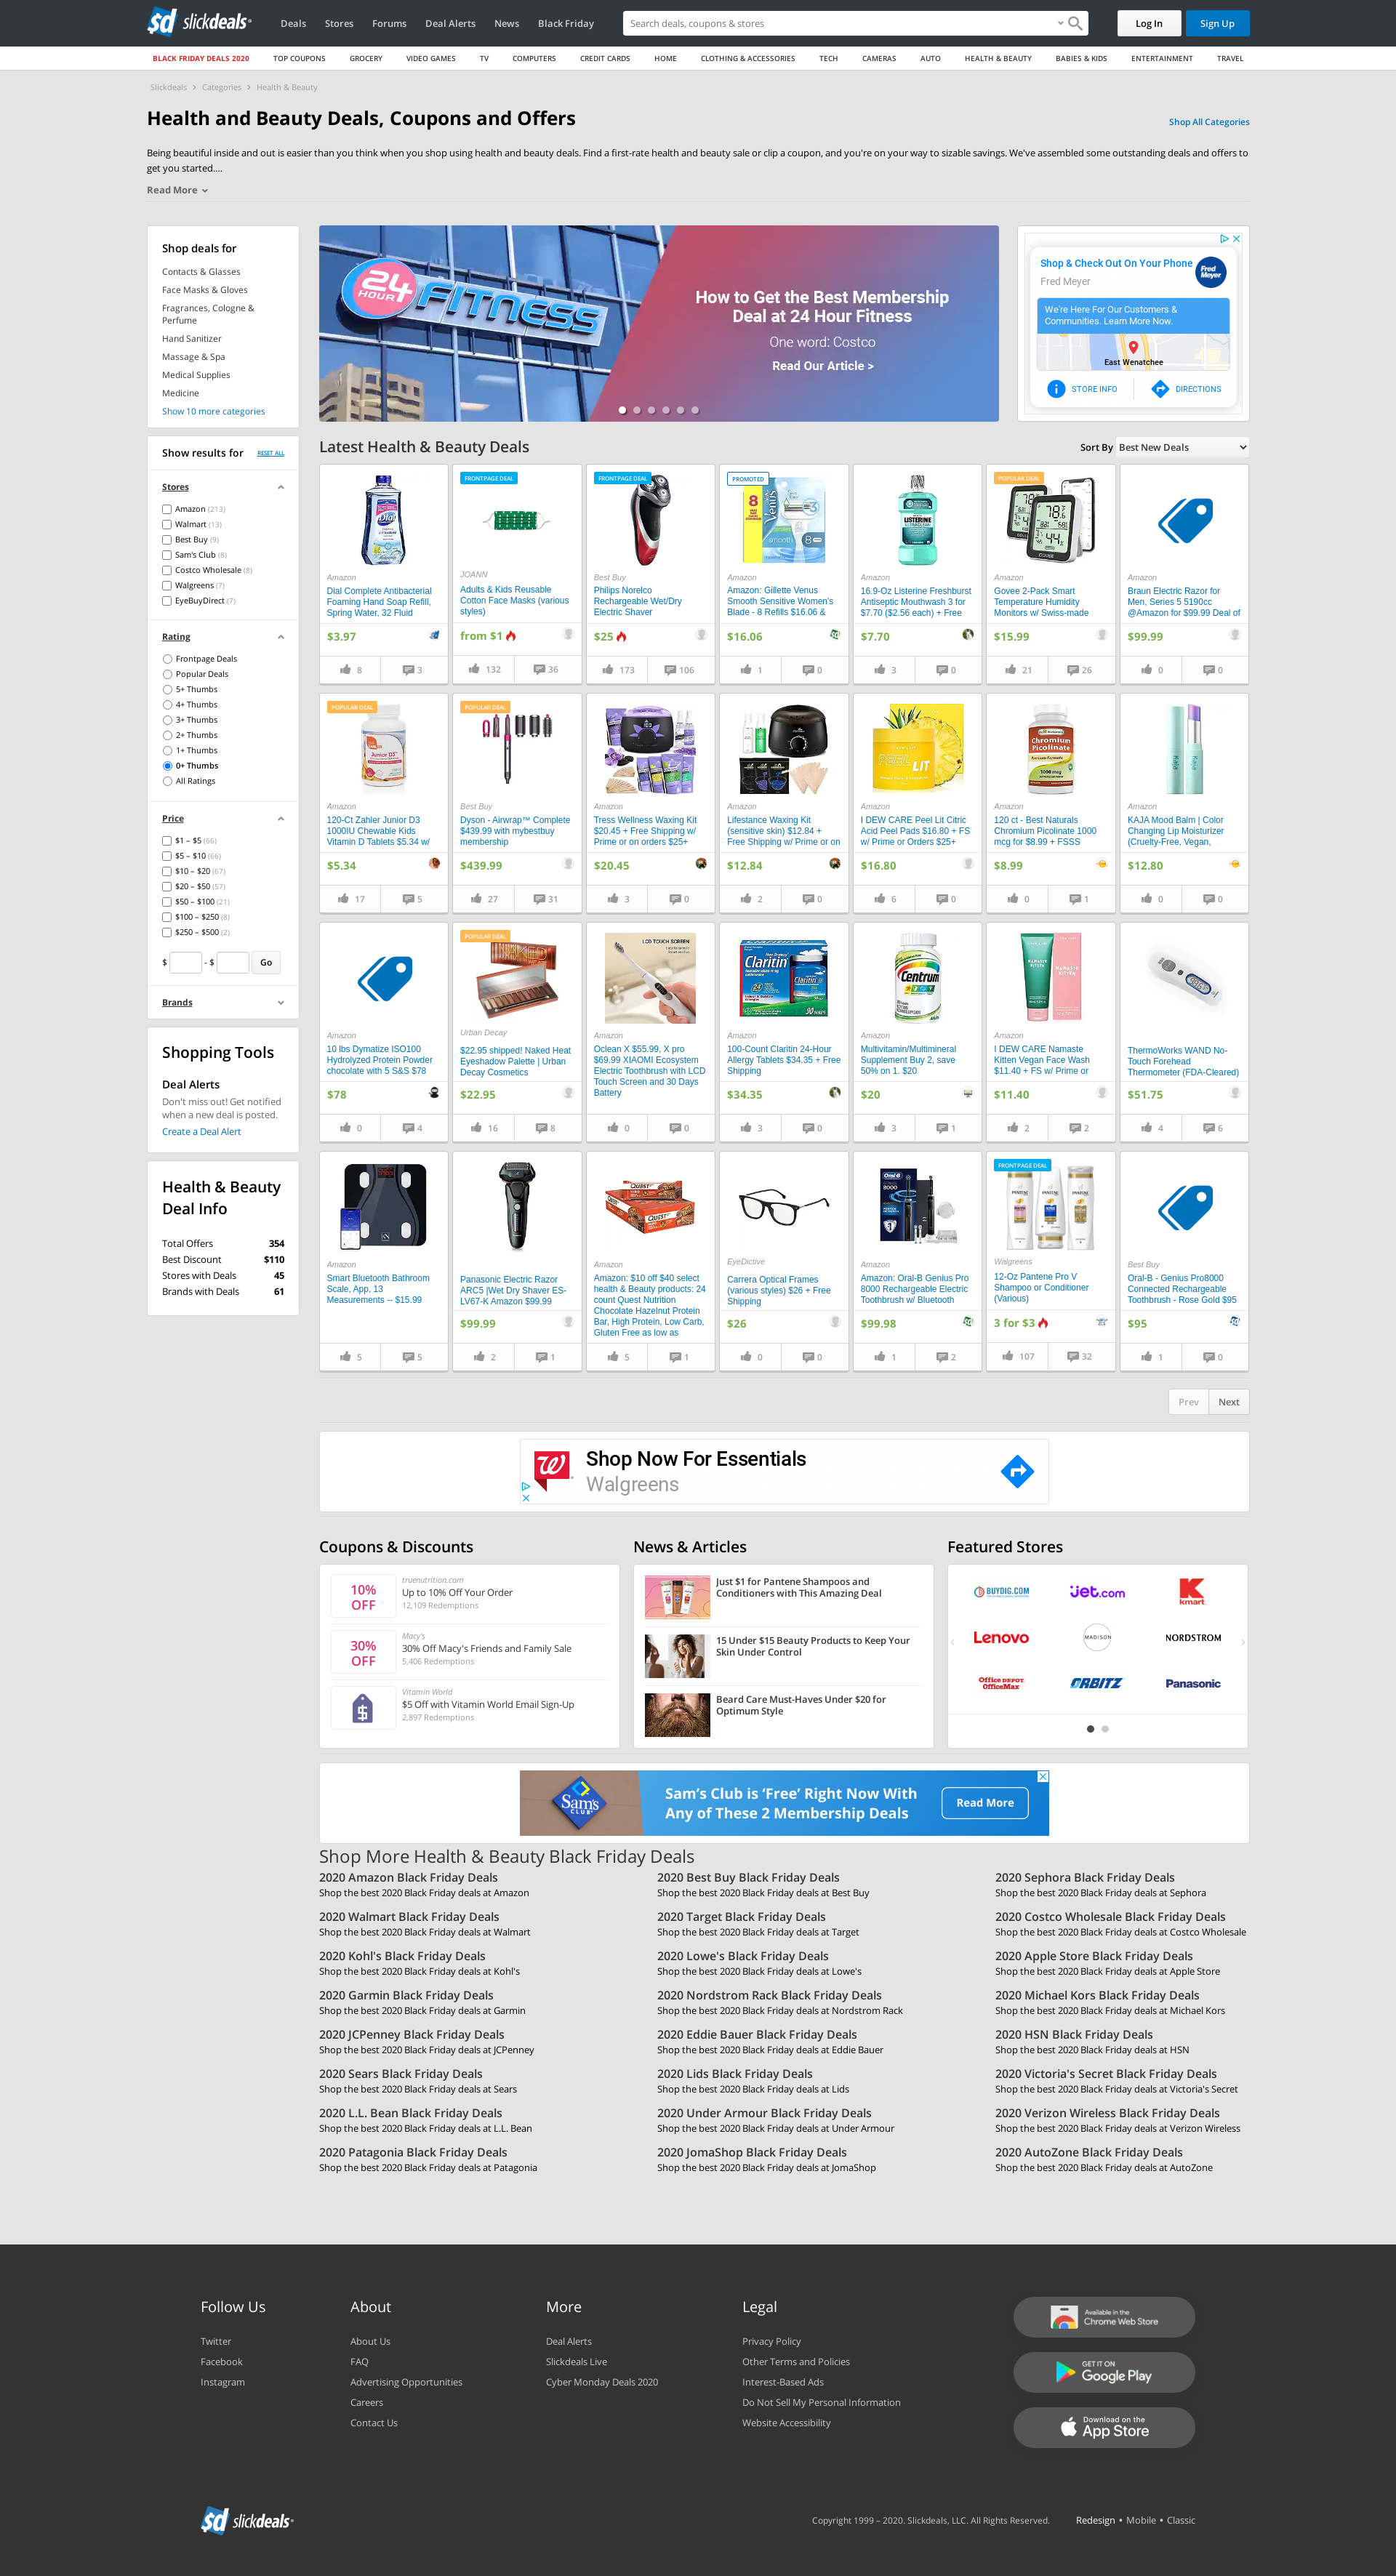 slickdeals
Deals
Stores
Forums
Deal Alerts
News
Black Friday
Search deals, coupons & stores
Log In
Sign Up
BLACK FRIDAY DEALS 2020
TOP COUPONS
GROCERY
VIDEO GAMES
TV
COMPUTERS
CREDIT CARDS
HOME
CLOTHING & ACCESSORIES
TECH
CAMERAS
AUTO
HEALTH & BEAUTY
BABIES & KIDS
ENTERTAINMENT
TRAVEL
Slickdeals › Categories › Health & Beauty
Health and Beauty Deals, Coupons and Offers
Shop All Categories
Being beautiful inside and out is easier than you think when you shop using health and beauty deals. Find a first-rate health and beauty sale or clip a coupon, and you're on your way to sizable savings. We've assembled some outstanding deals and offers to
get you started....
Read More
Shop deals for
Contacts & Glasses
Face Masks & Gloves
Fragrances, Cologne &
Perfume
Hand Sanitizer
Massage & Spa
Medical Supplies
Medicine
Show 10 more categories
Show results for
RESET ALL
Stores
Amazon (213)
Walmart (13)
Best Buy (9)
Sam's Club (8)
Costco Wholesale (8)
Walgreens (7)
EyeBuyDirect (7)
Rating
Frontpage Deals
Popular Deals
5+ Thumbs
4+ Thumbs
3+ Thumbs
2+ Thumbs
1+ Thumbs
0+ Thumbs
All Ratings
Price
$1 – $5 (66)
$5 – $10 (66)
$10 – $20 (67)
$20 – $50 (57)
$50 – $100 (21)
$100 – $250 (8)
$250 – $500 (2)
$ - $ Go
Brands
Shopping Tools
Deal Alerts
Don't miss out! Get notified
when a new deal is posted.
Create a Deal Alert
Health & Beauty
Deal Info
Total Offers 354
Best Discount $110
Stores with Deals 45
Brands with Deals 61
24 HOUR FITNESS
How to Get the Best Membership
Deal at 24 Hour Fitness
One word: Costco
Read Our Article >
Shop & Check Out On Your Phone
Fred Meyer
Fred Meyer
We're Here For Our Customers &
Communities. Learn More Now.
East Wenatchee
STORE INFO
DIRECTIONS
Latest Health & Beauty Deals
Sort By Best New Deals
Amazon
Dial Complete Antibacterial
Foaming Hand Soap Refill,
Spring Water, 32 Fluid
$3.97
8
3
FRONTPAGE DEAL
JOANN
Adults & Kids Reusable
Cotton Face Masks (various
styles)
from $1
132
36
FRONTPAGE DEAL
Best Buy
Philips Norelco
Rechargeable Wet/Dry
Electric Shaver
$25
173
106
PROMOTED
Amazon
Amazon: Gillette Venus
Smooth Sensitive Women's
Blade - 8 Refills $16.06 &
$16.06
1
0
Amazon
16.9-Oz Listerine Freshburst
Antiseptic Mouthwash 3 for
$7.70 ($2.56 each) + Free
$7.70
3
0
POPULAR DEAL
Amazon
Govee 2-Pack Smart
Temperature Humidity
Monitors w/ Swiss-made
$15.99
21
26
Amazon
Braun Electric Razor for
Men, Series 5 5190cc
@Amazon for $99.99 Deal of
$99.99
0
0
POPULAR DEAL
Amazon
120-Ct Zahler Junior D3
1000IU Chewable Kids
Vitamin D Tablets $5.34 w/
$5.34
17
5
POPULAR DEAL
Best Buy
Dyson - Airwrap™ Complete
$439.99 with mybestbuy
membership
$439.99
27
31
Amazon
Tress Wellness Waxing Kit
$20.45 + Free Shipping w/
Prime or on orders $25+
$20.45
3
0
Amazon
Lifestance Waxing Kit
(sensitive skin) $12.84 +
Free Shipping w/ Prime or on
$12.84
2
0
Amazon
I DEW CARE Peel Lit Citric
Acid Peel Pads $16.80 + FS
w/ Prime or Orders $25+
$16.80
6
0
Amazon
120 ct - Best Naturals
Chromium Picolinate 1000
mcg for $8.99 + FSSS
$8.99
0
1
Amazon
KAJA Mood Balm | Color
Changing Lip Moisturizer
(Cruelty-Free, Vegan,
$12.80
0
0
Amazon
10 lbs Dymatize ISO100
Hydrolyzed Protein Powder
chocolate with 5 S&S $78
$78
0
4
POPULAR DEAL
Urban Decay
$22.95 shipped! Naked Heat
Eyeshadow Palette | Urban
Decay Cosmetics
$22.95
16
8
LCD TOUCH SCREEN
Amazon
Oclean X $55.99, X pro
$69.99 XIAOMI Ecosystem
Electric Toothbrush with LCD
Touch Screen and 30 Days
Battery
0
0
Claritin
Amazon
100-Count Claritin 24-Hour
Allergy Tablets $34.35 + Free
Shipping
$34.35
3
0
Centrum
Amazon
Multivitamin/Multimineral
Supplement Buy 2, save
50% on 1. $20
$20
3
1
Amazon
I DEW CARE Namaste
Kitten Vegan Face Wash
$11.40 + FS w/ Prime or
$11.40
2
2
ThermoWorks WAND No-
Touch Forehead
Thermometer (FDA-Cleared)
$51.75
4
6
Amazon
Smart Bluetooth Bathroom
Scale, App, 13
Measurements -- $15.99
5
5
Panasonic Electric Razor
ARC5 |Wet Dry Shaver ES-
LV67-K Amazon $99.99
$99.99
2
1
Amazon
Amazon: $10 off $40 select
health & Beauty products: 24
count Quest Nutrition
Chocolate Hazelnut Protein
Bar, High Protein, Low Carb,
Gluten Free as low as
5
1
EyeDictive
Carrera Optical Frames
(various styles) $26 + Free
Shipping
$26
0
0
Amazon
Amazon: Oral-B Genius Pro
8000 Rechargeable Electric
Toothbrush w/ Bluetooth
$99.98
1
2
FRONTPAGE DEAL
Walgreens
12-Oz Pantene Pro V
Shampoo or Conditioner
(Various)
3 for $3
107
32
Best Buy
Oral-B - Genius Pro8000
Connected Rechargeable
Toothbrush - Rose Gold $95
$95
1
0
Prev
Next
Shop Now For Essentials
Walgreens
Coupons & Discounts
10%
OFF
truenutrition.com
Up to 10% Off Your Order
12,109 Redemptions
30%
OFF
Macy's
30% Off Macy's Friends and Family Sale
5,406 Redemptions
Vitamin World
$5 Off with Vitamin World Email Sign-Up
2,897 Redemptions
News & Articles
Just $1 for Pantene Shampoos and
Conditioners with This Amazing Deal
15 Under $15 Beauty Products to Keep Your
Skin Under Control
Beard Care Must-Haves Under $20 for
Optimum Style
Featured Stores
BUYDIG.COM
jet.com
kmart
Lenovo
MADISON
NORDSTROM
Office DEPOT
OfficeMax
ORBITZ
Panasonic
Sam's
CLUB
Sam's Club is 'Free' Right Now With
Any of These 2 Membership Deals
Read More
Shop More Health & Beauty Black Friday Deals
2020 Amazon Black Friday Deals
Shop the best 2020 Black Friday deals at Amazon
2020 Best Buy Black Friday Deals
Shop the best 2020 Black Friday deals at Best Buy
2020 Sephora Black Friday Deals
Shop the best 2020 Black Friday deals at Sephora
2020 Walmart Black Friday Deals
Shop the best 2020 Black Friday deals at Walmart
2020 Target Black Friday Deals
Shop the best 2020 Black Friday deals at Target
2020 Costco Wholesale Black Friday Deals
Shop the best 2020 Black Friday deals at Costco Wholesale
2020 Kohl's Black Friday Deals
Shop the best 2020 Black Friday deals at Kohl's
2020 Lowe's Black Friday Deals
Shop the best 2020 Black Friday deals at Lowe's
2020 Apple Store Black Friday Deals
Shop the best 2020 Black Friday deals at Apple Store
2020 Garmin Black Friday Deals
Shop the best 2020 Black Friday deals at Garmin
2020 Nordstrom Rack Black Friday Deals
Shop the best 2020 Black Friday deals at Nordstrom Rack
2020 Michael Kors Black Friday Deals
Shop the best 2020 Black Friday deals at Michael Kors
2020 JCPenney Black Friday Deals
Shop the best 2020 Black Friday deals at JCPenney
2020 Eddie Bauer Black Friday Deals
Shop the best 2020 Black Friday deals at Eddie Bauer
2020 HSN Black Friday Deals
Shop the best 2020 Black Friday deals at HSN
2020 Sears Black Friday Deals
Shop the best 2020 Black Friday deals at Sears
2020 Lids Black Friday Deals
Shop the best 2020 Black Friday deals at Lids
2020 Victoria's Secret Black Friday Deals
Shop the best 2020 Black Friday deals at Victoria's Secret
2020 L.L. Bean Black Friday Deals
Shop the best 2020 Black Friday deals at L.L. Bean
2020 Under Armour Black Friday Deals
Shop the best 2020 Black Friday deals at Under Armour
2020 Verizon Wireless Black Friday Deals
Shop the best 2020 Black Friday deals at Verizon Wireless
2020 Patagonia Black Friday Deals
Shop the best 2020 Black Friday deals at Patagonia
2020 JomaShop Black Friday Deals
Shop the best 2020 Black Friday deals at JomaShop
2020 AutoZone Black Friday Deals
Shop the best 2020 Black Friday deals at AutoZone
Follow Us
Twitter
Facebook
Instagram
About
About Us
FAQ
Advertising Opportunities
Careers
Contact Us
More
Deal Alerts
Slickdeals Live
Cyber Monday Deals 2020
Legal
Privacy Policy
Other Terms and Policies
Interest-Based Ads
Do Not Sell My Personal Information
Website Accessibility
Available in the
Chrome Web Store
GET IT ON
Google Play
Download on the
App Store
slickdeals
Copyright 1999 – 2020. Slickdeals, LLC. All Rights Reserved.
Redesign • Mobile • Classic